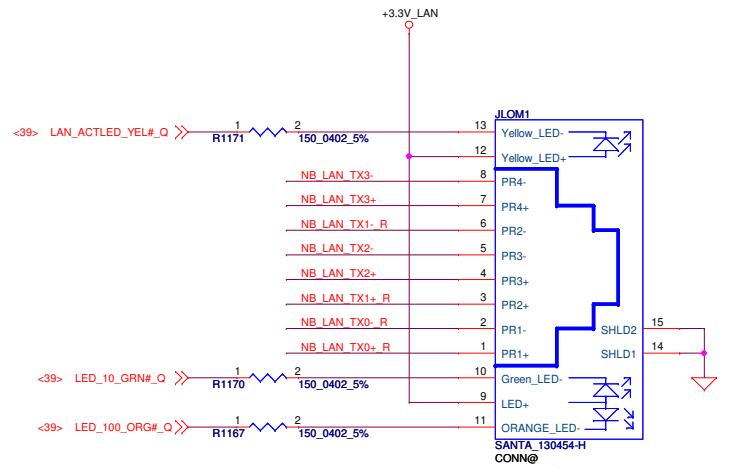 +3.3V_LAN
JLOM1
<39> LAN_ACTLED_YEL#_Q 1 2 13 Yellow_LED-
R1171 150_0402_5%
12 Yellow_LED+
NB_LAN_TX3- 8 PR4-
NB_LAN_TX3+ 7 PR4+
NB_LAN_TX1-_R 6 PR2-
NB_LAN_TX2- 5 PR3-
NB_LAN_TX2+ 4 PR3+
NB_LAN_TX1+_R 3 PR2+
NB_LAN_TX0-_R 2 PR1- SHLD2 15
NB_LAN_TX0+_R 1 PR1+ SHLD1 14
<39> LED_10_GRN#_Q 1 2 10 Green_LED-
R1170 150_0402_5%
9 LED+
<39> LED_100_ORG#_Q 1 2 11 ORANGE_LED-
R1167 150_0402_5%
SANTA_130454-H
CONN@